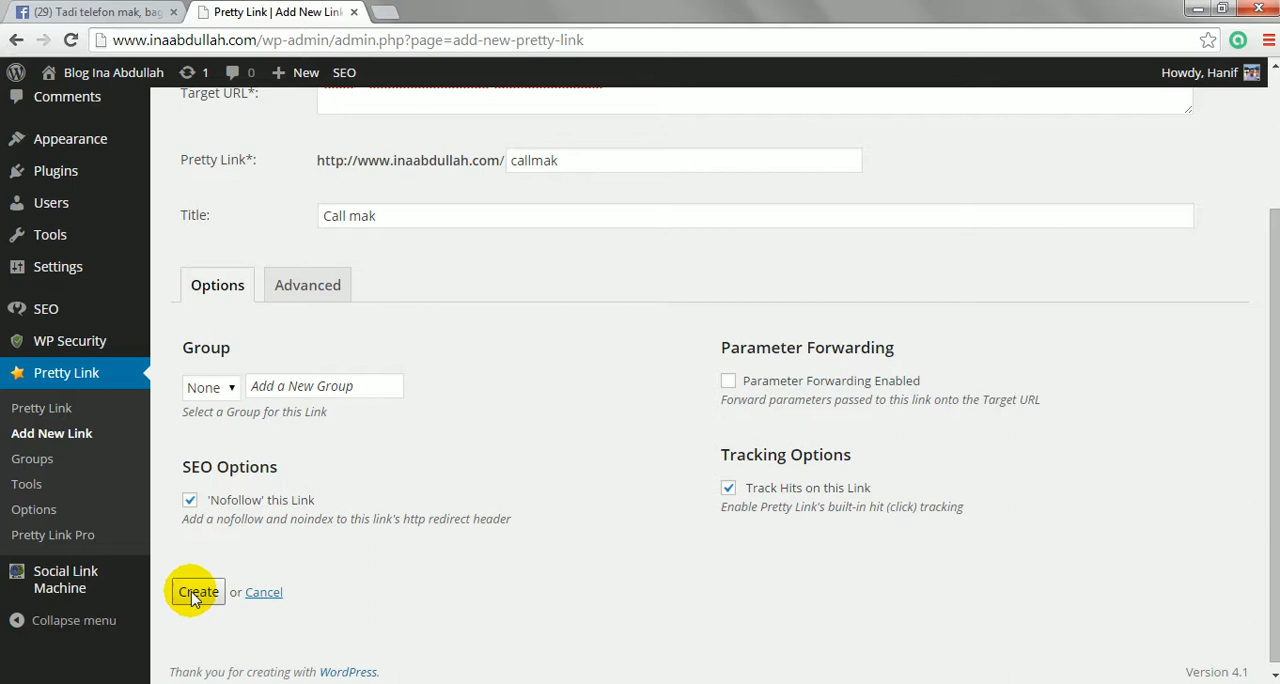 (29) Tadi telefon mak, bag
Pretty Link | Add New Lin
www.inaabdullah.com/wp-admin/admin.php?page=add-new-pretty-link
Blog Ina Abdullah
1
0
New
SEO
Howdy, Hanif
Comments
Appearance
Plugins
Users
Tools
Settings
SEO
WP Security
Pretty Link
Pretty Link
Add New Link
Groups
Tools
Options
Pretty Link Pro
Social Link
Machine
Collapse menu
Target URL*:
Pretty Link*:
http://www.inaabdullah.com/
callmak
Title:
Call mak
Options
Advanced
Group
None
Add a New Group
Select a Group for this Link
SEO Options
'Nofollow' this Link
Add a nofollow and noindex to this link's http redirect header
Parameter Forwarding
Parameter Forwarding Enabled
Forward parameters passed to this link onto the Target URL
Tracking Options
Track Hits on this Link
Enable Pretty Link's built-in hit (click) tracking
Create or Cancel
Thank you for creating with WordPress.
Version 4.1